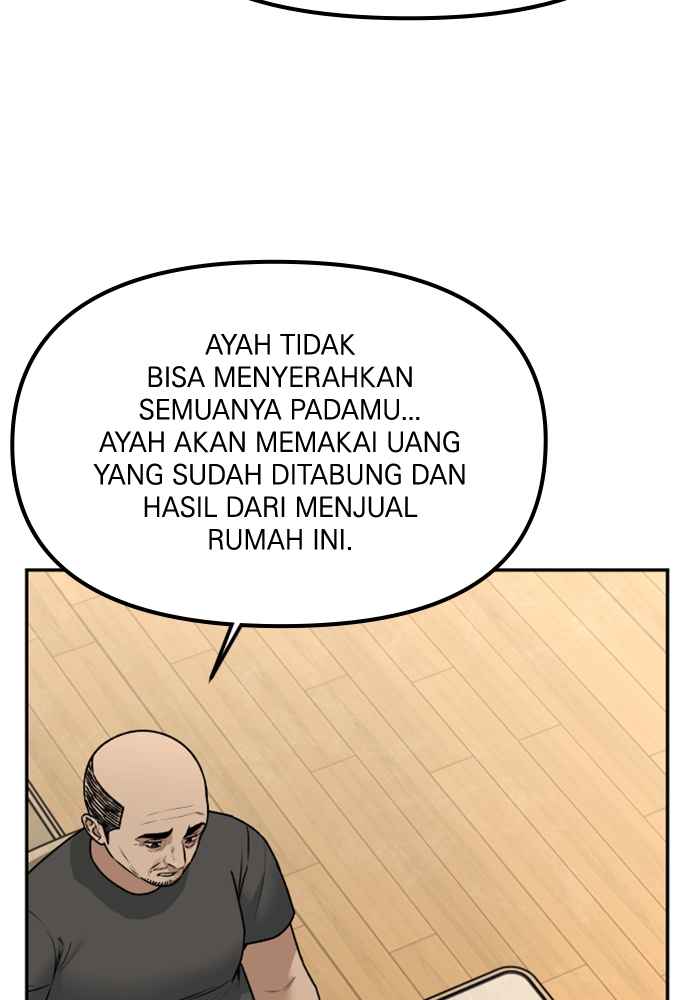 AYAH TIDAK
BISA MENYERAHKAN
SEMUANYA PADAMU...
AYAH AKAN MEMAKAI UANG
YANG SUDAH DITABUNG DAN
HASIL DARI MENJUAL
RUMAH INI.